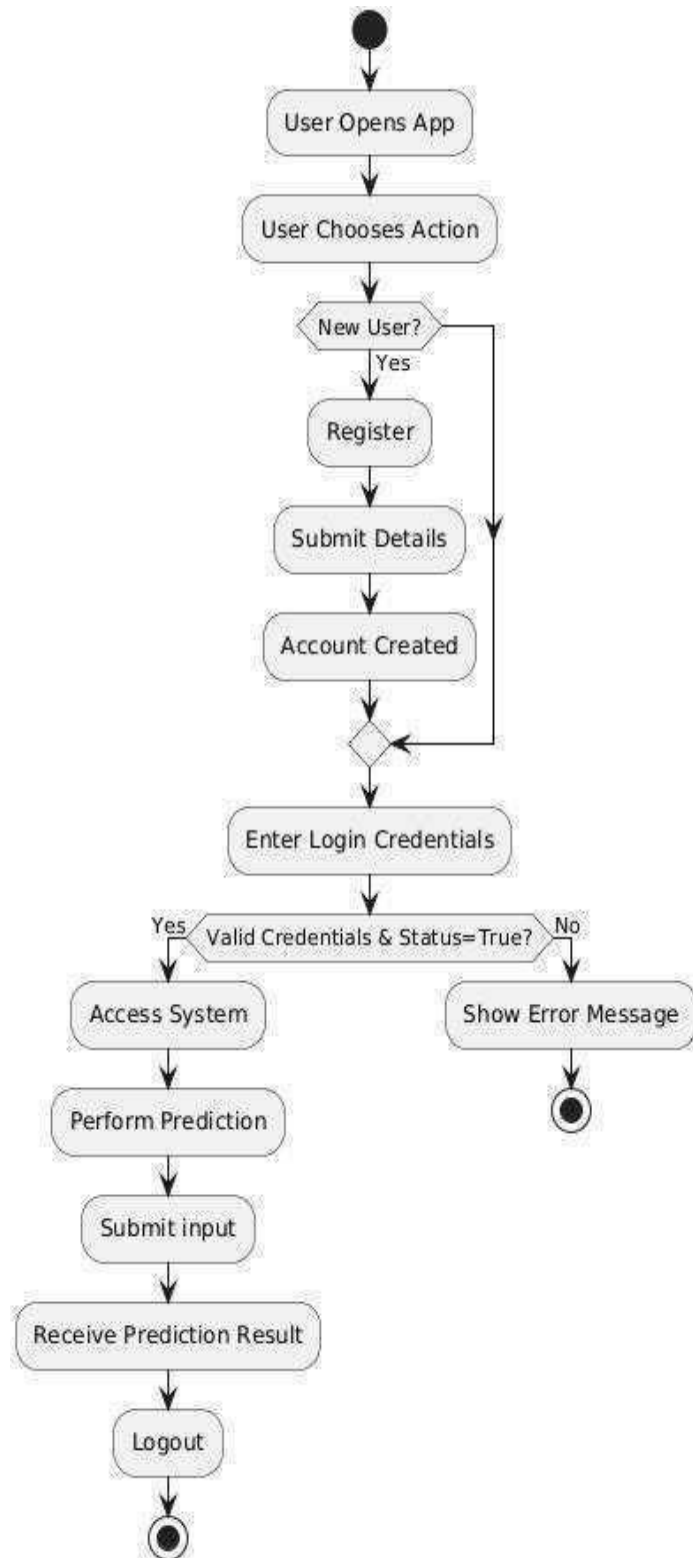 User Opens App
User Chooses Action
New User?
Yes
Register
Submit Details
Account Created
Enter Login Credentials
Yes
Valid Credentials & Status=True?
No
Access System
Show Error Message
Perform Prediction
Submit input
Receive Prediction Result
Logout